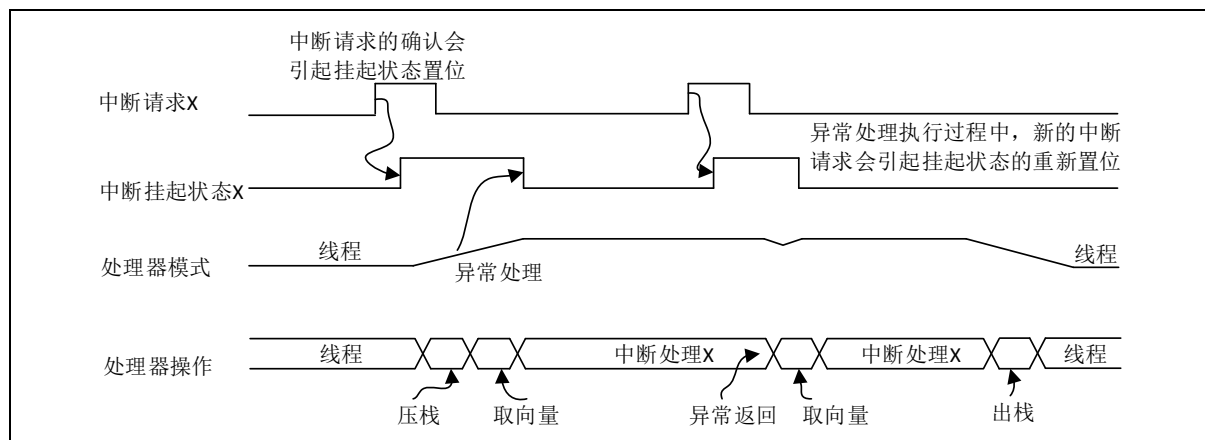 中断请求的确认会
引起挂起状态置位
中断请求X
异常处理执行过程中，新的中断
请求会引起挂起状态的重新置位
中断挂起状态X
线程
线程
处理器模式
异常处理
线程
中断处理X
中断处理X
线程
处理器操作
压栈
取向量
异常返回
取向量
出栈